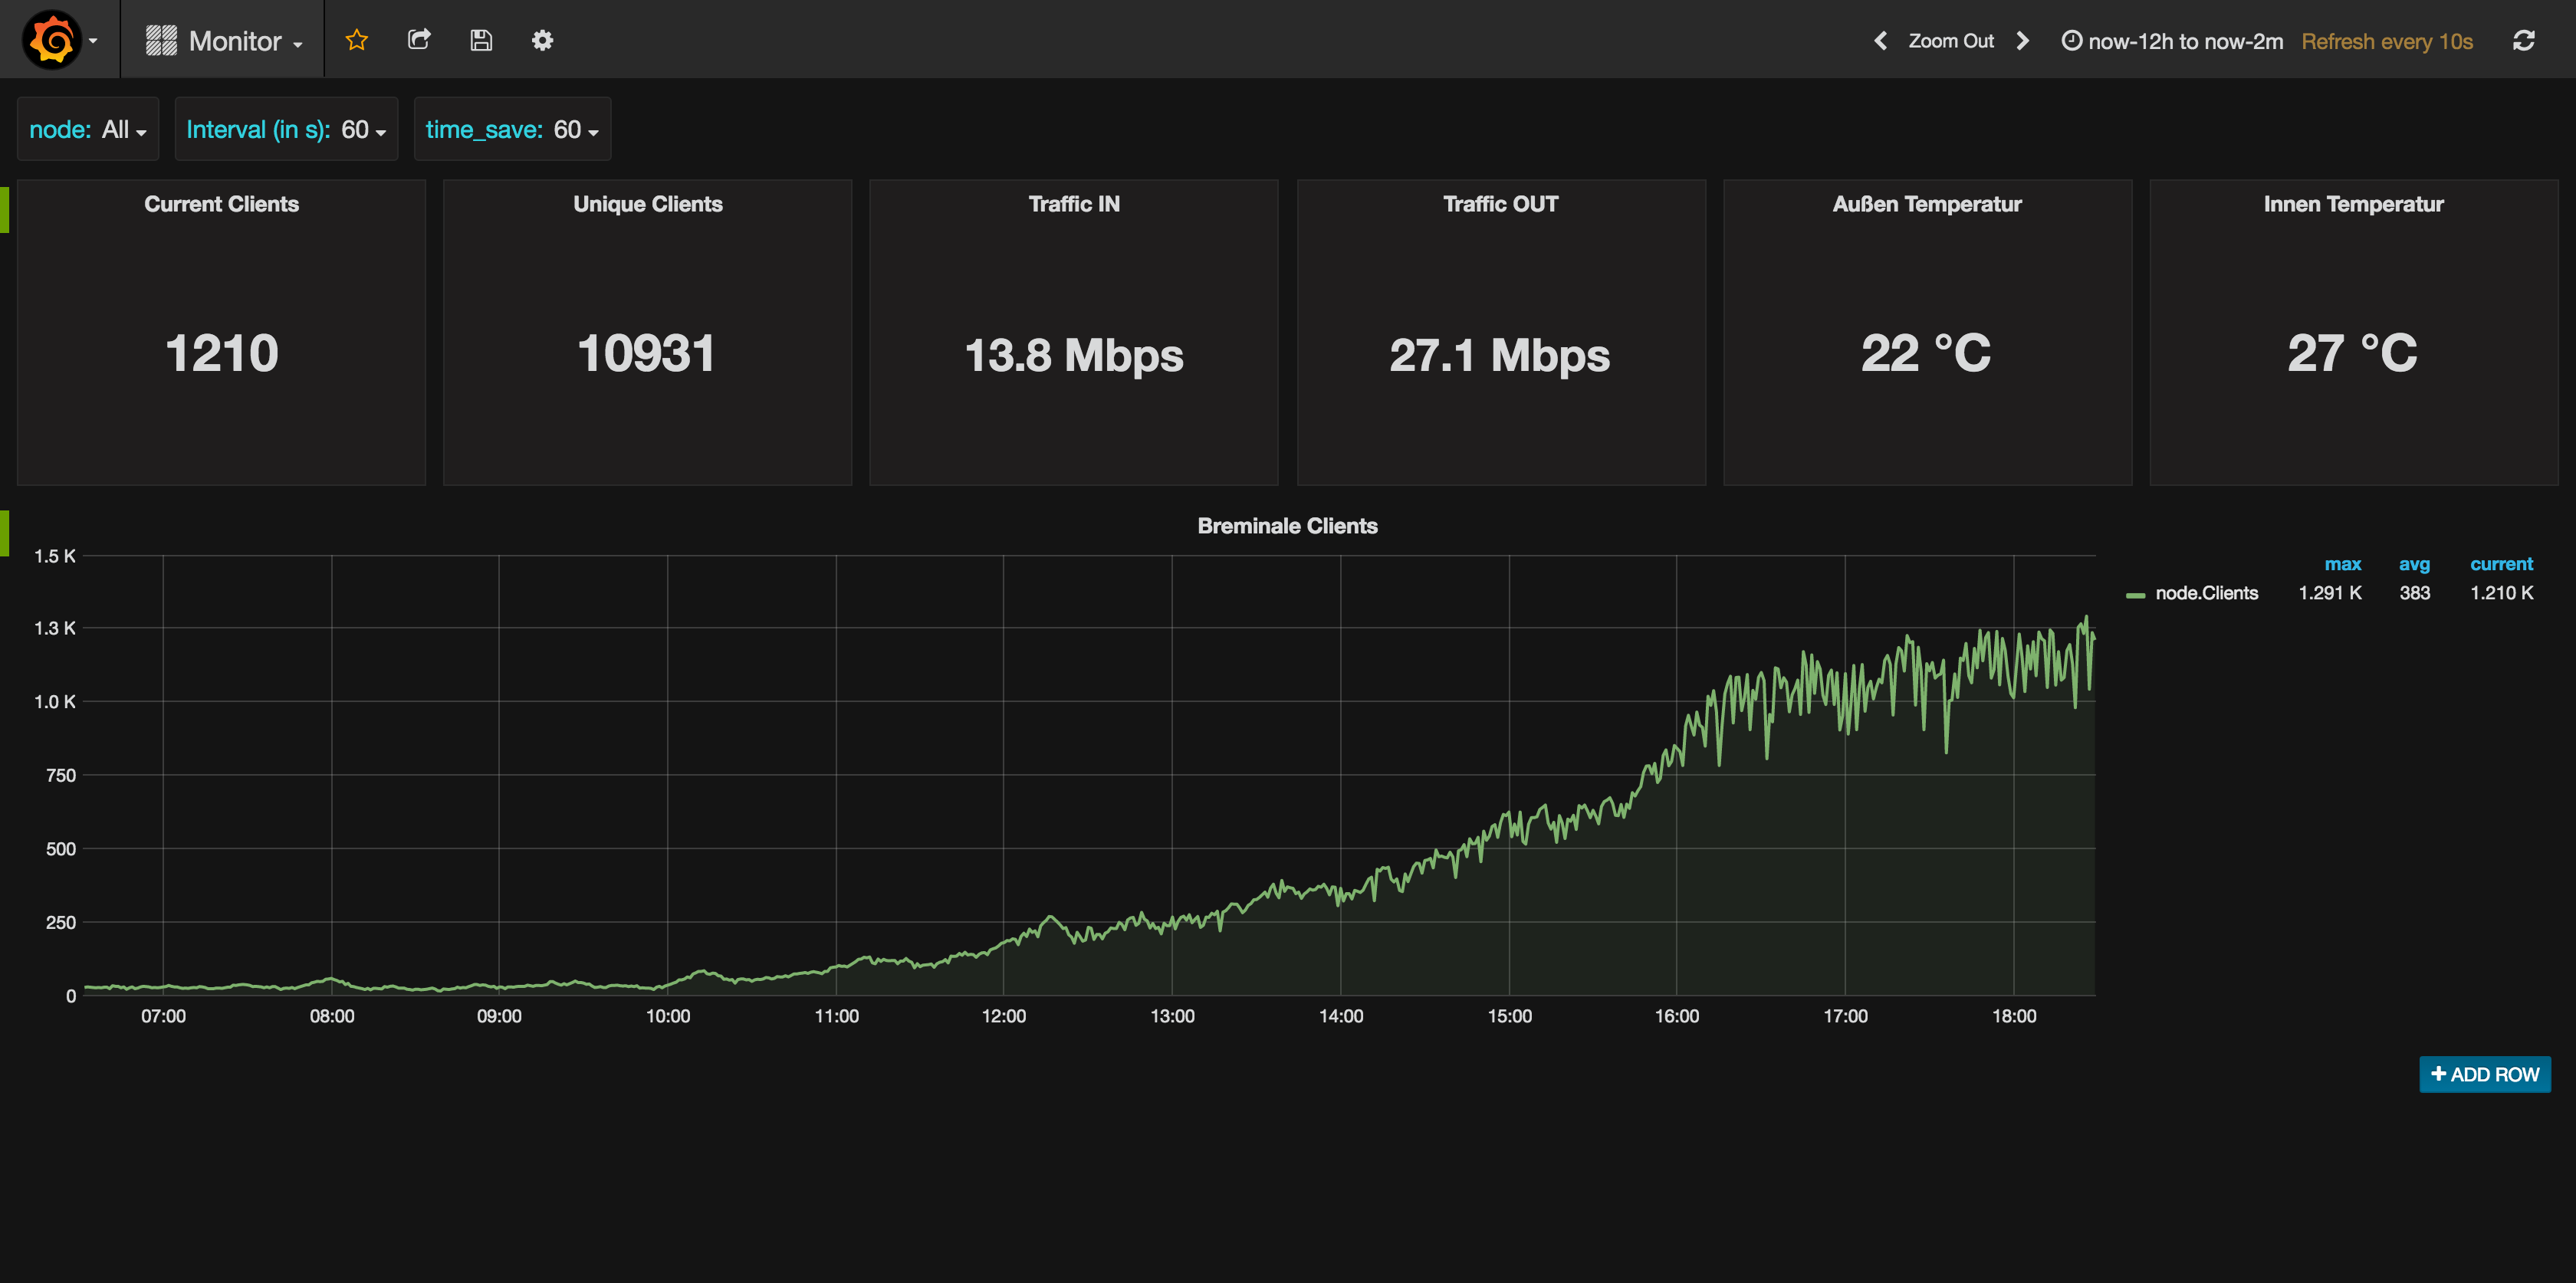 Monitor
Zoom Out
now-12h to now-2m Refresh every 10s
node: All
Interval (in s): 60
time_save: 60
Current Clients
1210
Unique Clients
10931
Traffic IN
13.8 Mbps
Traffic OUT
27.1 Mbps
Außen Temperatur
22 °C
Innen Temperatur
27 °C
Breminale Clients
1.5 K
1.3 K
1.0 K
750
500
250
0
07:00 08:00 09:00 10:00 11:00 12:00 13:00 14:00 15:00 16:00 17:00 18:00
max avg current
node.Clients 1.291 K 383 1.210 K
+ ADD ROW